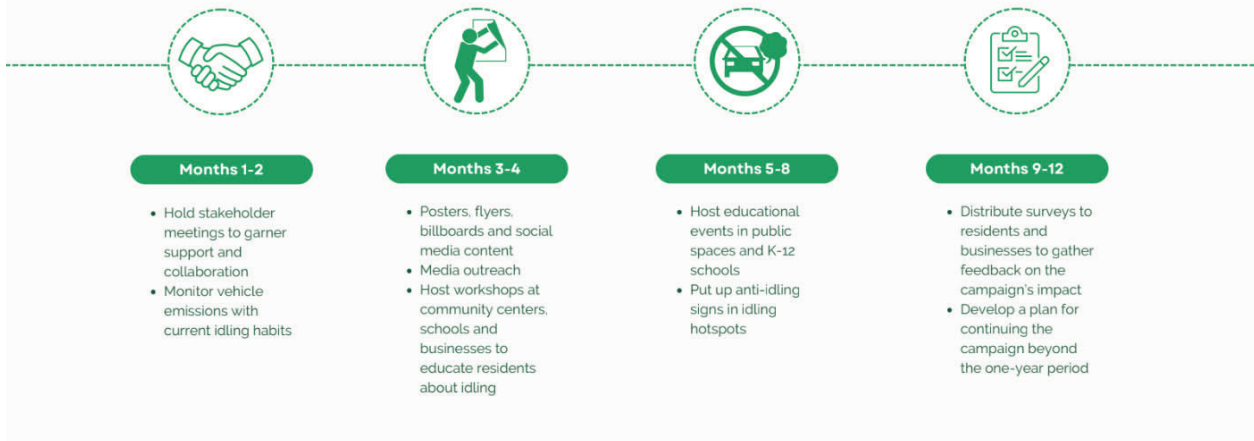 Months 1-2
• Hold stakeholder
meetings to garner
support and
collaboration
• Monitor vehicle
emissions with
current idling habits
Months 3-4
• Posters, flyers,
billboards and social
media content
• Media outreach
• Host workshops at
community centers,
schools and
businesses to
educate residents
about idling
Months 5-8
• Host educational
events in public
spaces and K-12
schools
• Put up anti-idling
signs in idling
hotspots
Months 9-12
• Distribute surveys to
residents and
businesses to gather
feedback on the
campaign's impact
• Develop a plan for
continuing the
campaign beyond
the one-year period